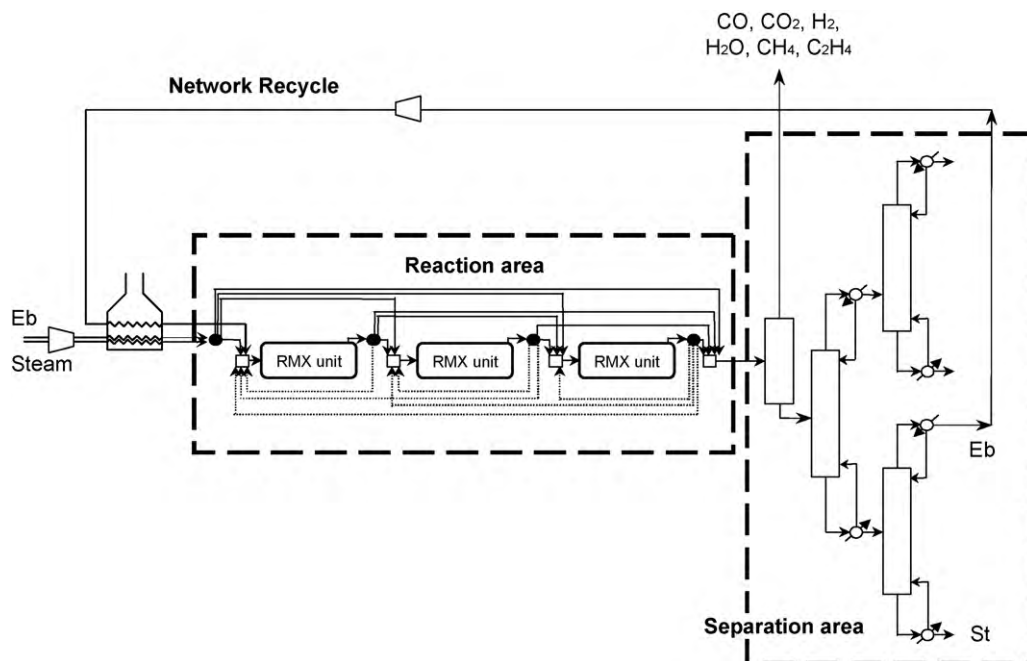 CO, CO₂, H₂,
H₂O, CH₄, C₂H₄
Network Recycle
Reaction area
Eb
Steam
RMX unit
RMX unit
RMX unit
Eb
Separation area
St